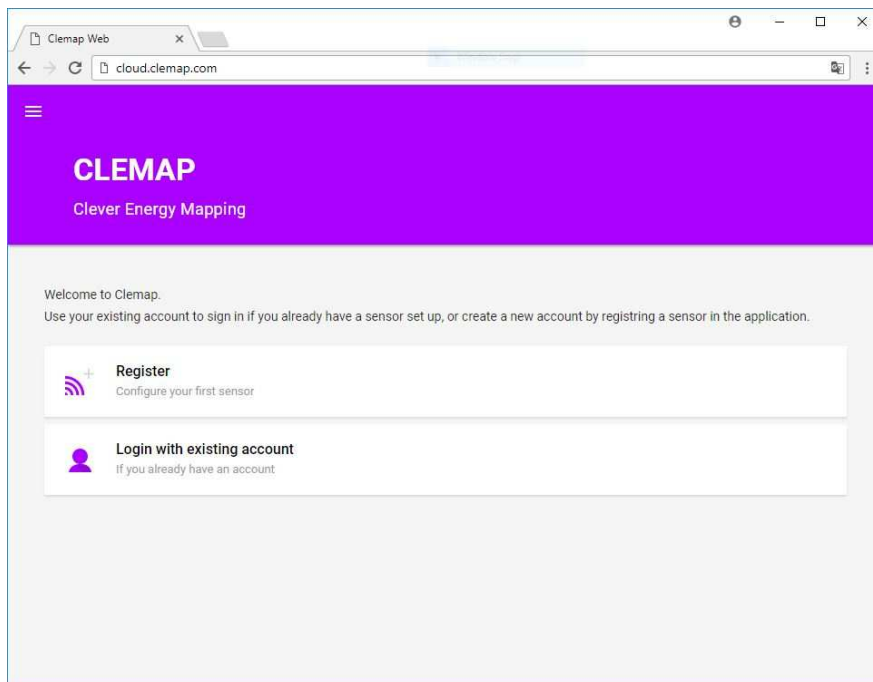 Clemap Web
cloud.clemap.com
CLEMAP
Clever Energy Mapping
Welcome to Clemap.
Use your existing account to sign in if you already have a sensor set up, or create a new account by registring a sensor in the application.
Register
Configure your first sensor
Login with existing account
If you already have an account